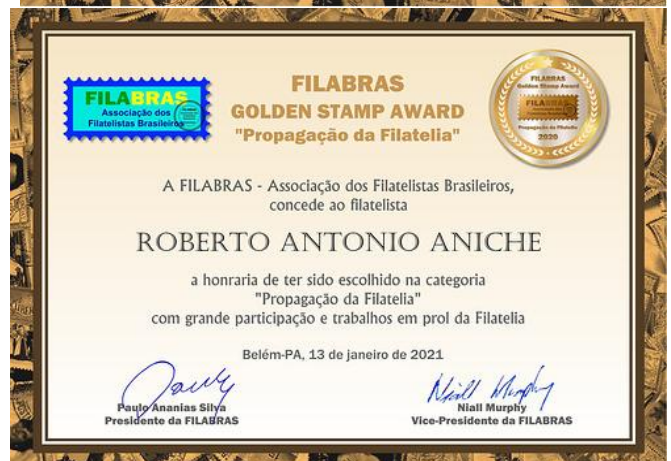 FILABRAS
Associação dos
Filatelistas Brasileiros
FILABRAS
GOLDEN STAMP AWARD
"Propagação da Filatelia"
FILABRAS
Golden Stamp Award
FILABRAS
Propagação da Filatelia
2020
A FILABRAS - Associação dos Filatelistas Brasileiros,
concede ao filatelista
ROBERTO ANTONIO ANICHE
a honraria de ter sido escolhido na categoria
"Propagação da Filatelia"
com grande participação e trabalhos em prol da Filatelia
Belém-PA, 13 de janeiro de 2021
Paulo Ananias Silva
Presidente da FILABRAS
Niall Murphy
Niall Murphy
Vice-Presidente da FILABRAS